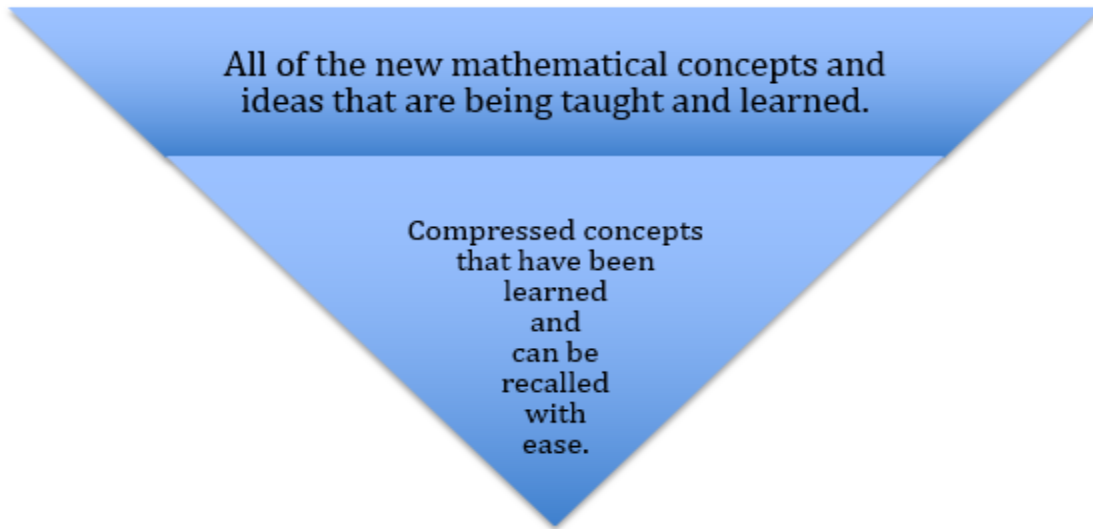 All of the new mathematical concepts and
ideas that are being taught and learned.
Compressed concepts
that have been
learned
and
can be
recalled
with
ease.